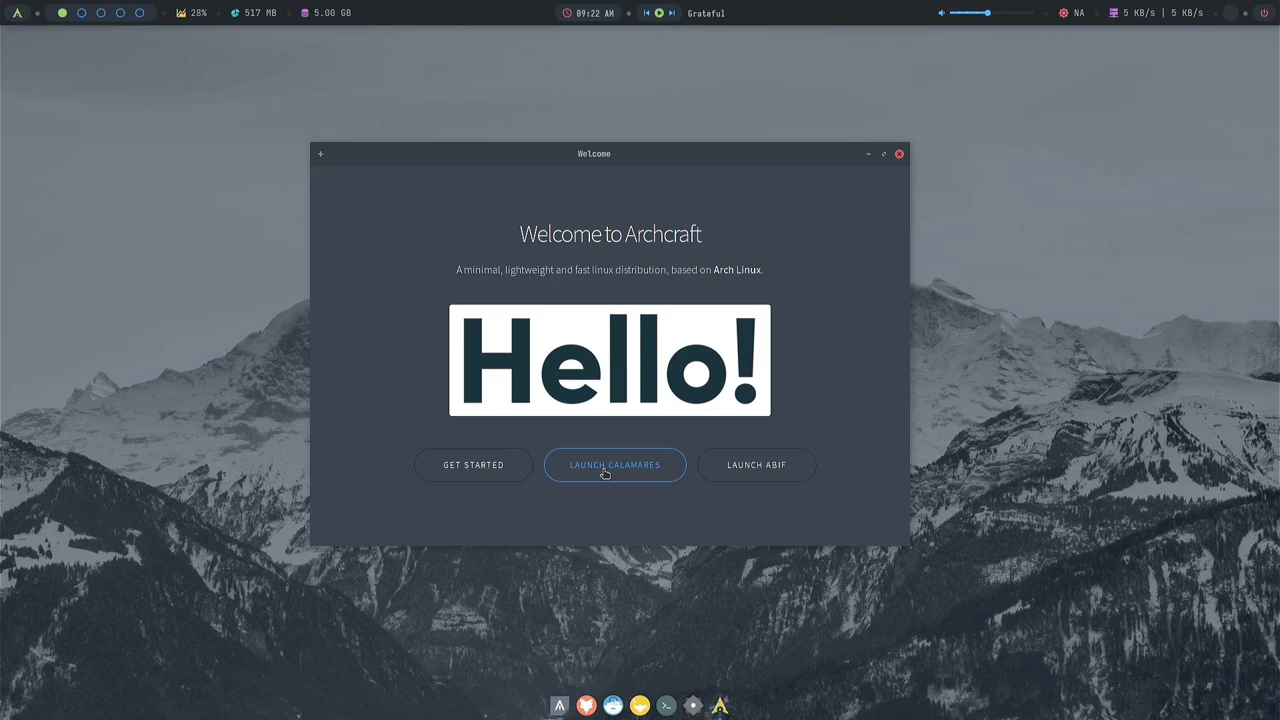 28% 517 MB 5.00 GB 09:22 AM Grateful NA 5 KB/s | 5 KB/s
Welcome
Welcome to Archcraft
A minimal, lightweight and fast linux distribution, based on Arch Linux.
Hello!
GET STARTED LAUNCH CALAMARES LAUNCH ABIF